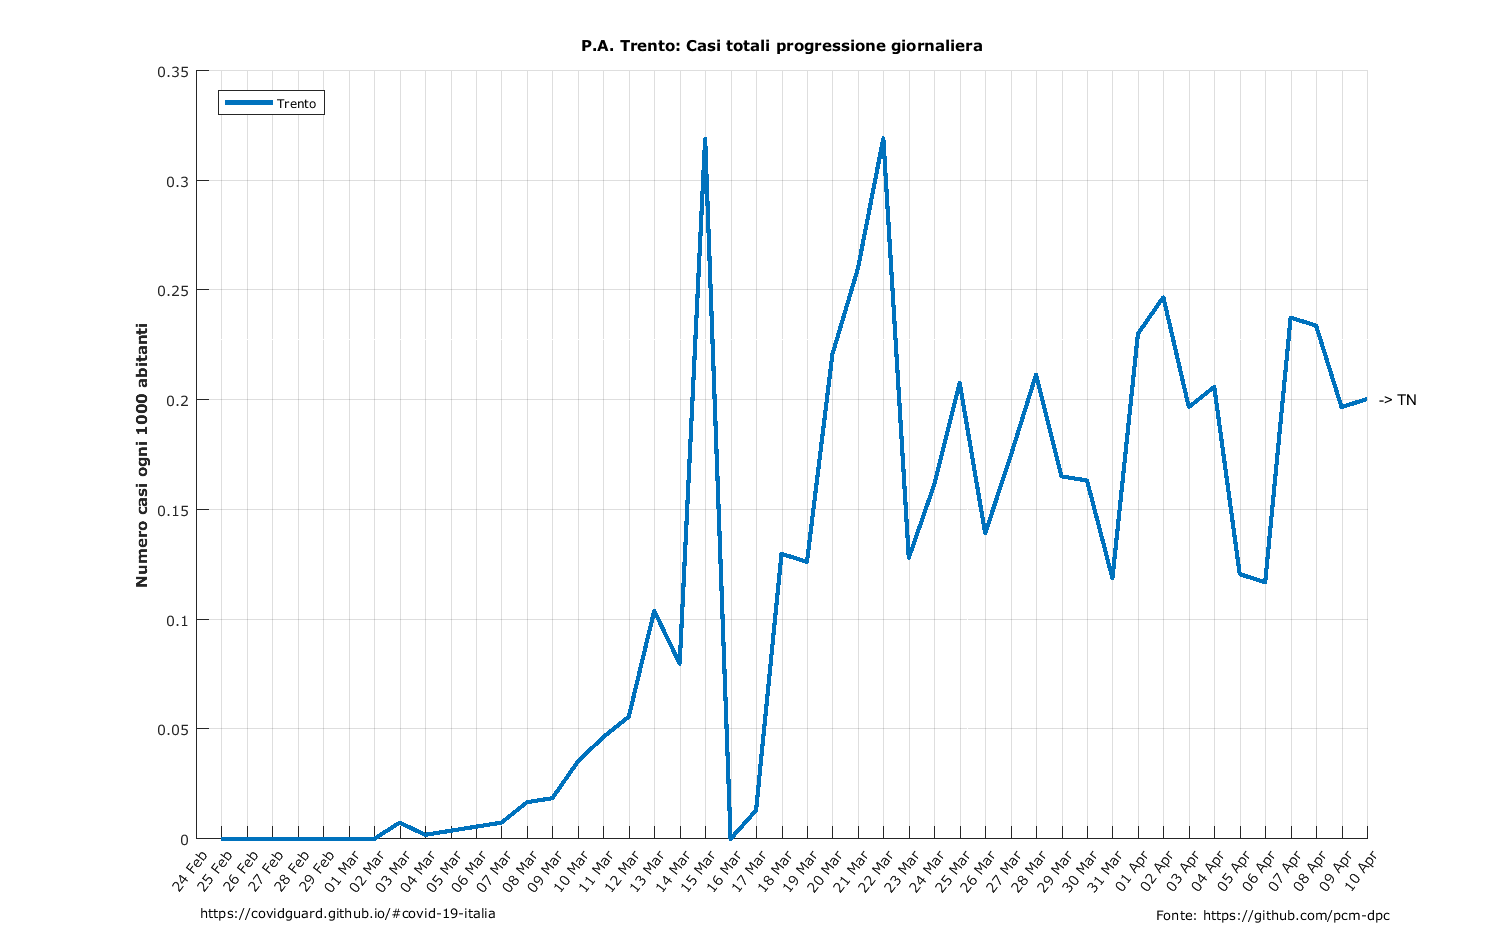 P.A. Trento: Casi totali progressione giornaliera
Trento
Numero casi ogni 1000 abitanti
0.35
0.3
0.25
0.2
0.15
0.1
0.05
0
-> TN
24 Feb
25 Feb
26 Feb
27 Feb
28 Feb
29 Feb
01 Mar
02 Mar
03 Mar
04 Mar
05 Mar
06 Mar
07 Mar
08 Mar
09 Mar
10 Mar
11 Mar
12 Mar
13 Mar
14 Mar
15 Mar
16 Mar
17 Mar
18 Mar
19 Mar
20 Mar
21 Mar
22 Mar
23 Mar
24 Mar
25 Mar
26 Mar
27 Mar
28 Mar
29 Mar
30 Mar
31 Mar
01 Apr
02 Apr
03 Apr
04 Apr
05 Apr
06 Apr
07 Apr
08 Apr
09 Apr
10 Apr
https://covidguard.github.io/#covid-19-italia
Fonte: https://github.com/pcm-dpc